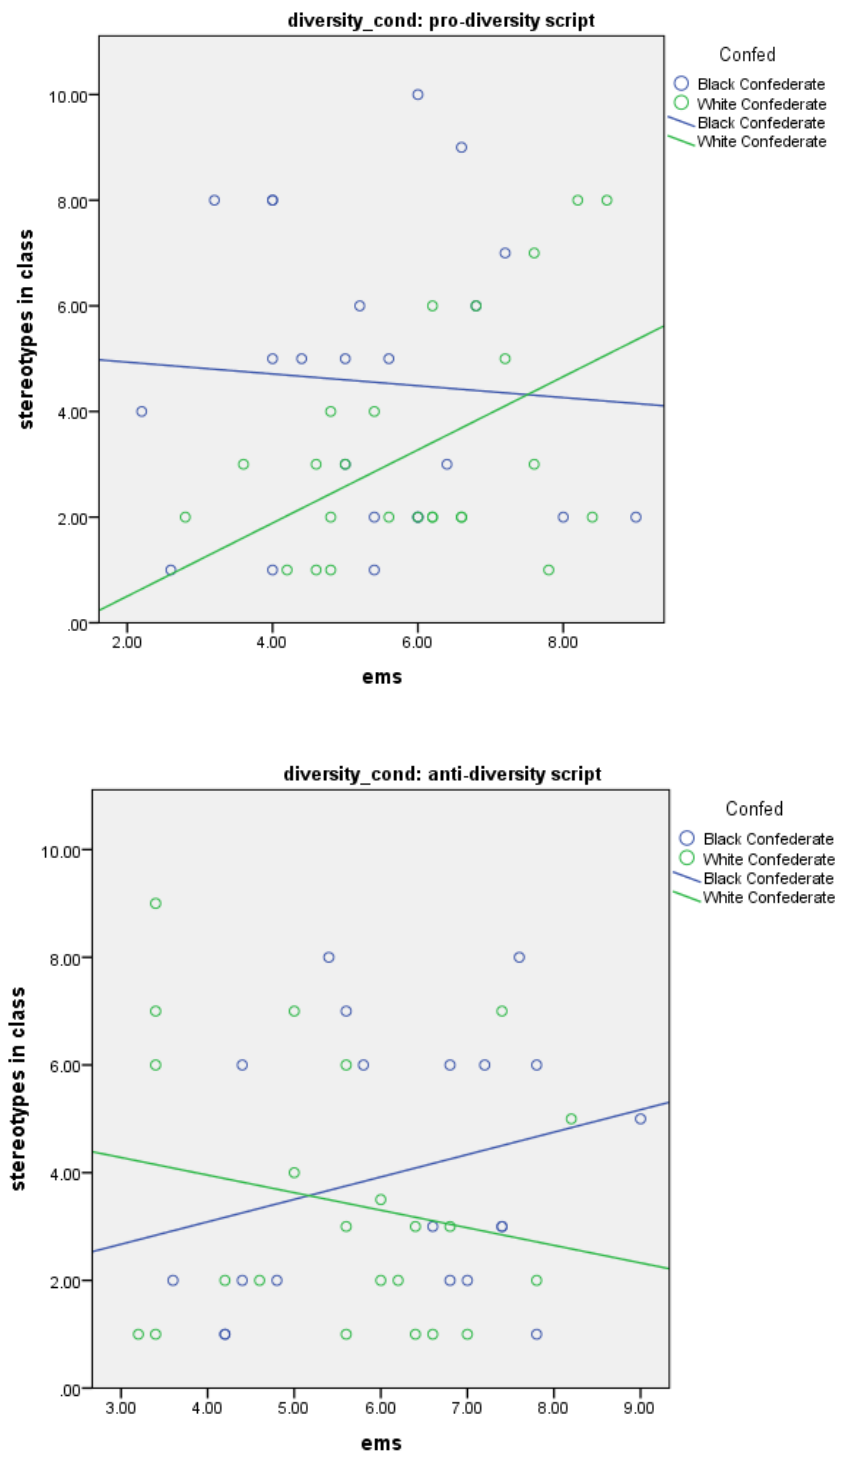 diversity_cond: pro-diversity script
Confed
Black Confederate
White Confederate
Black Confederate
White Confederate
10.00
8.00
6.00
4.00
2.00
.00
stereotypes in class
2.00 4.00 6.00 8.00
ems
diversity_cond: anti-diversity script
Confed
Black Confederate
White Confederate
Black Confederate
White Confederate
10.00
8.00
6.00
4.00
2.00
.00
stereotypes in class
3.00 4.00 5.00 6.00 7.00 8.00 9.00
ems